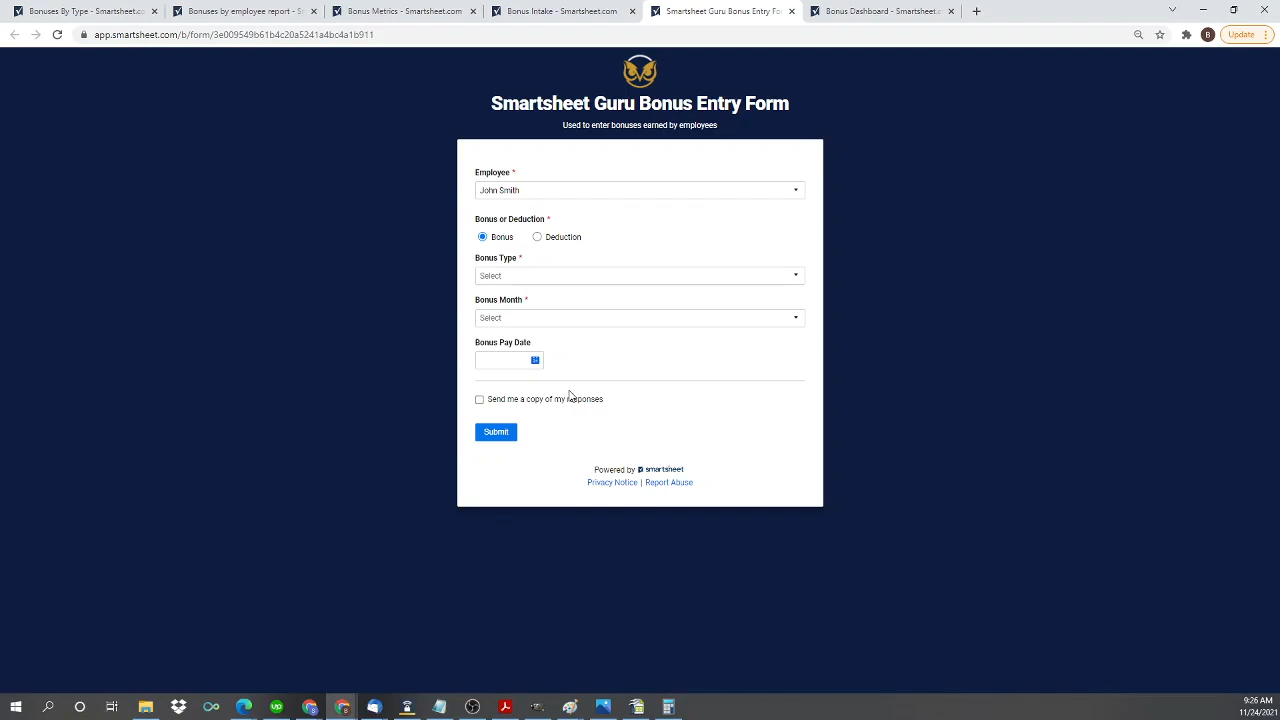 Bonuses By Type - Smartsheet.co
Bonuses by employee report - S
Bonus Metrics - Smartsheet.com
Bonus Intake - Smartsheet.com
Smartsheet Guru Bonus Entry Fo
Bonus Dashboard - Smartsheet.c
app.smartsheet.com/b/form/3e009549b61b4c20a5241a4bc4a1b911
B
Update
Smartsheet Guru Bonus Entry Form
Used to enter bonuses earned by employees
Employee *
John Smith
Bonus or Deduction *
Bonus
Deduction
Bonus Type *
Select
Bonus Month *
Select
Bonus Pay Date
Send me a copy of my responses
Submit
Powered by smartsheet
Privacy Notice | Report Abuse
9:26 AM
11/24/2021